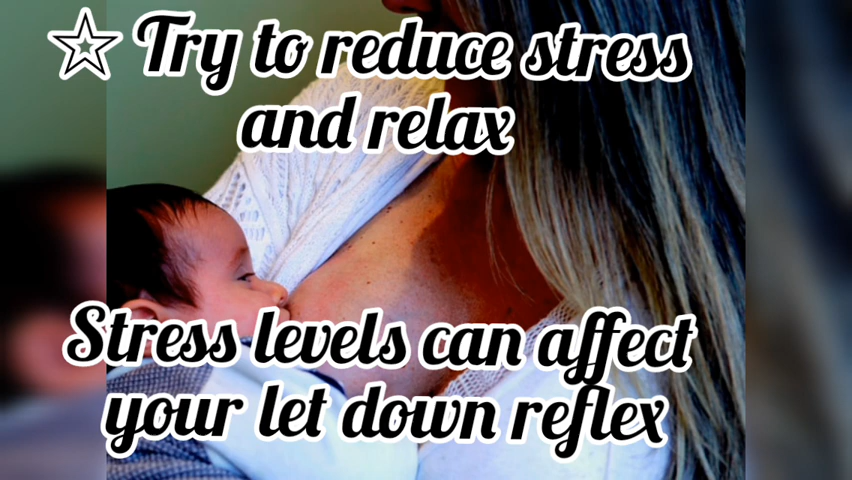 ☆ Try to reduce stress
and relax
Stress levels can affect
your let down reflex